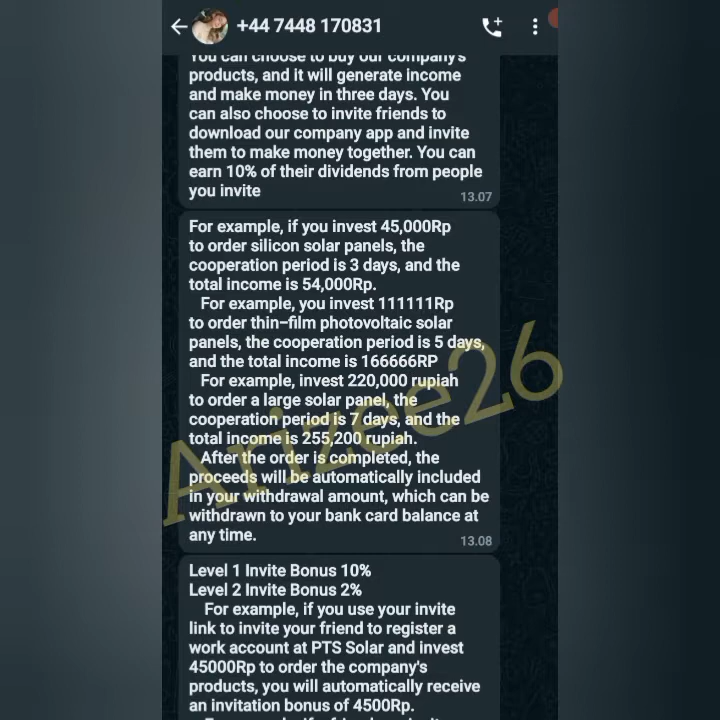 +44 7448 170831
You can choose to buy our company's
products, and it will generate income
and make money in three days. You
can also choose to invite friends to
download our company app and invite
them to make money together. You can
earn 10% of their dividends from people
you invite
13.07
For example, if you invest 45,000Rp
to order silicon solar panels, the
cooperation period is 3 days, and the
total income is 54,000Rp.
For example, you invest 111111Rp
to order thin-film photovoltaic solar
panels, the cooperation period is 5 days,
and the total income is 166666RP
For example, invest 220,000 rupiah
to order a large solar panel, the
cooperation period is 7 days, and the
total income is 255,200 rupiah.
After the order is completed, the
proceeds will be automatically included
in your withdrawal amount, which can be
withdrawn to your bank card balance at
any time.
13.08
Arizee26
Level 1 Invite Bonus 10%
Level 2 Invite Bonus 2%
For example, if you use your invite
link to invite your friend to register a
work account at PTS Solar and invest
45000Rp to order the company's
products, you will automatically receive
an invitation bonus of 4500Rp.